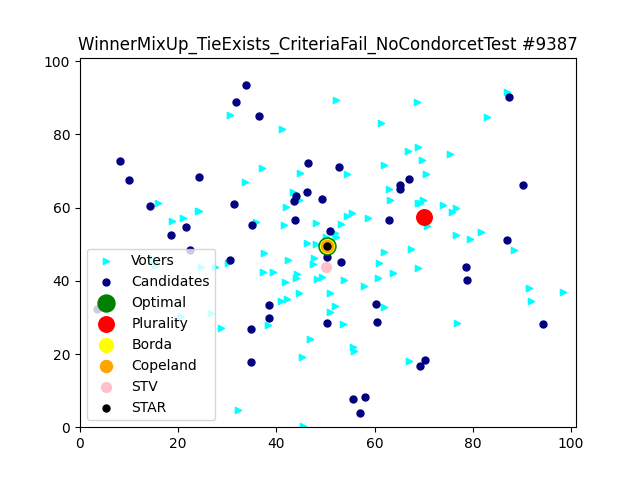 WinnerMixUp_TieExists_CriteriaFail_NoCondorcetTest #9387
100
80
60
40
20
0
Voters
Candidates
Optimal
Plurality
Borda
Copeland
STV
STAR
0 20 40 60 80 100